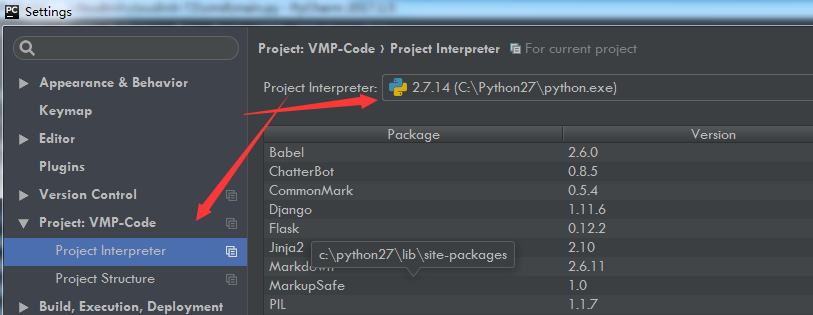 PC Settings
Project: VMP-Code › Project Interpreter For current project
Appearance & Behavior
Keymap
Editor
Plugins
Version Control
Project: VMP-Code
Project Interpreter
Project Structure
Build, Execution, Deployment
Project Interpreter: 2.7.14 (C:\Python27\python.exe)
Package Version
Babel 2.6.0
ChatterBot 0.8.5
CommonMark 0.5.4
Django 1.11.6
Flask 0.12.2
Jinja2 2.10
c:\python27\lib\site-packages
Markdown 2.6.11
MarkupSafe 1.0
PIL 1.1.7